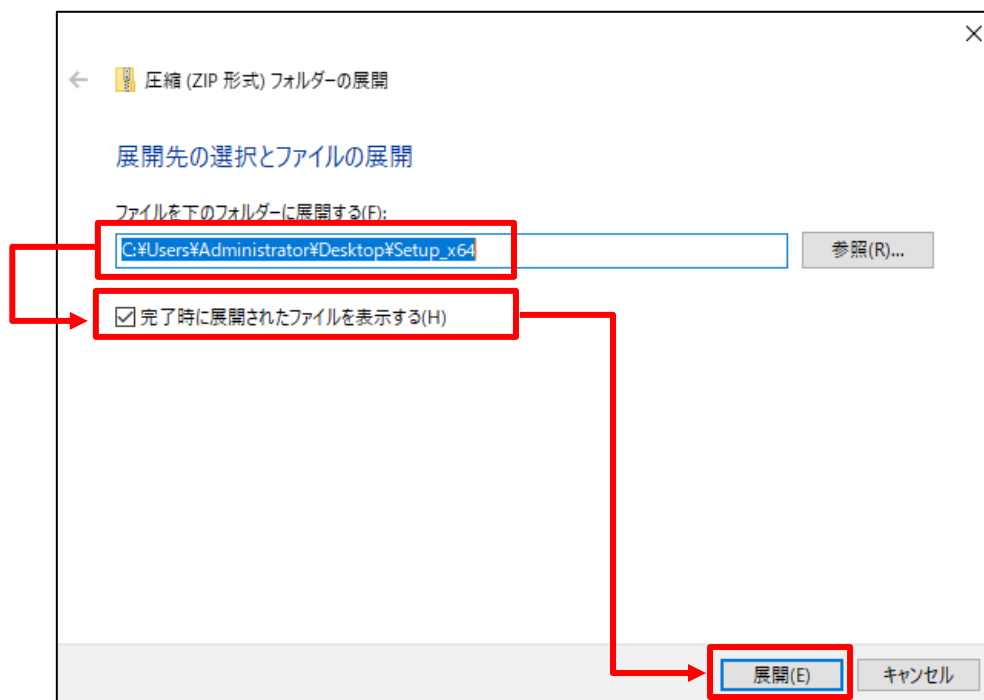 圧縮 (ZIP 形式) フォルダーの展開
展開先の選択とファイルの展開
ファイルを下のフォルダーに展開する(F):
C:¥Users¥Administrator¥Desktop¥Setup_x64
参照(R)...
完了時に展開されたファイルを表示する(H)
展開(E)
キャンセル